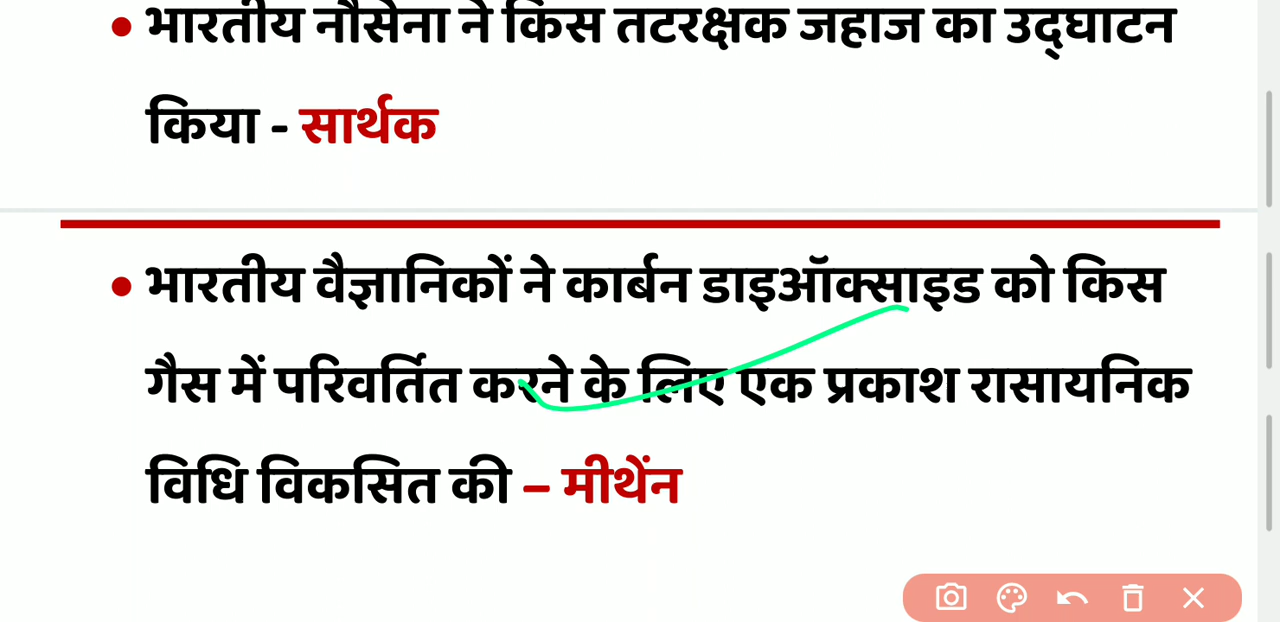 • भारतीय नौसेना ने किस तटरक्षक जहाज का उद्घाटन
किया - सार्थक
• भारतीय वैज्ञानिकों ने कार्बन डाइऑक्साइड को किस
गैस में परिवर्तित करने के लिए एक प्रकाश रासायनिक
विधि विकसित की – मीथेंन